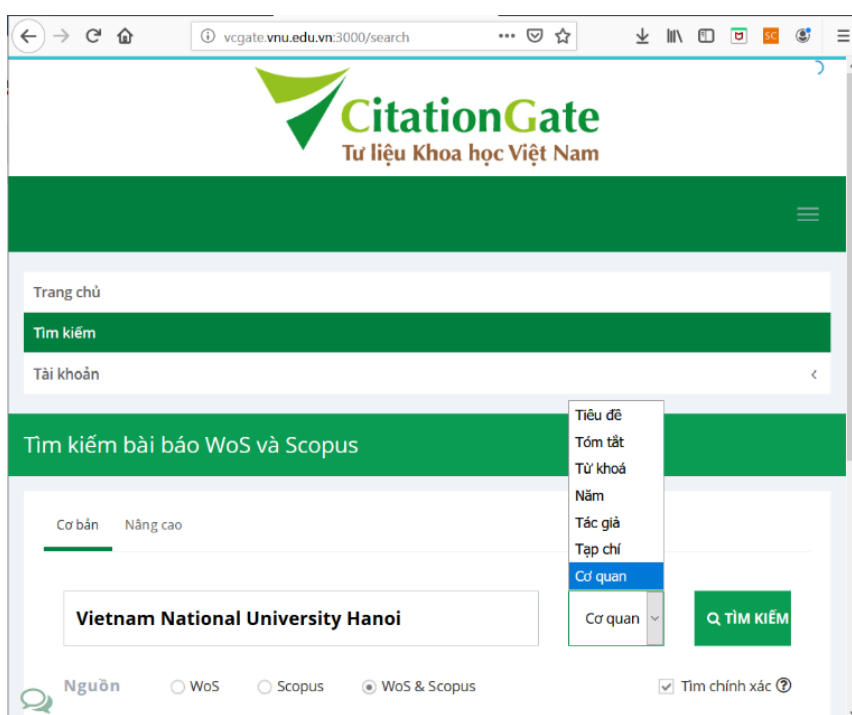 vcgate.vnu.edu.vn:3000/search
SC
CitationGate
Tư liệu Khoa học Việt Nam
Trang chủ
Tìm kiếm
Tài khoản
Tìm kiếm bài báo WoS và Scopus
Tiêu đề
Tóm tắt
Từ khoá
Năm
Tác giả
Tạp chí
Cơ quan
Cơ bản Nâng cao
Vietnam National University Hanoi
Cơ quan
TÌM KIẾM
Nguồn WoS Scopus WoS & Scopus Tìm chính xác